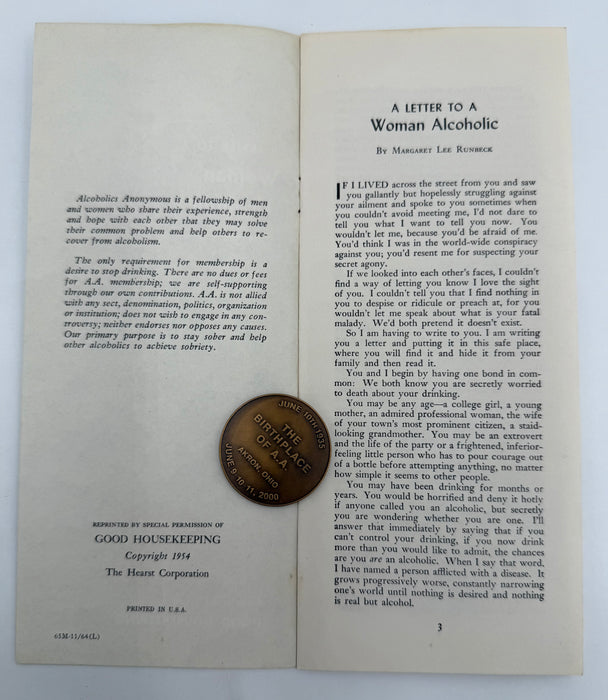 Alcoholics Anonymous is a fellowship of men
and women who share their experience, strength
and hope with each other that they may solve
their common problem and help others to re-
cover from alcoholism.
The only requirement for membership is a
desire to stop drinking. There are no dues or fees
for A.A. membership; we are self-supporting
through our own contributions. A.A. is not allied
with any sect, denomination, politics, organization
or institution; does not wish to engage in any con-
troversy; neither endorses nor opposes any causes.
Our primary purpose is to stay sober and help
other alcoholics to achieve sobriety.
REPRINTED BY SPECIAL PERMISSION OF
GOOD HOUSEKEEPING
Copyright 1954
The Hearst Corporation
PRINTED IN U.S.A.
65M-11/64(L)
JUNE 10TH 1935
THE
BIRTHPLACE
OF A.A.
AKRON, OHIO
JUNE 9, 10, 11, 2000
A LETTER TO A
Woman Alcoholic
BY MARGARET LEE RUNBECK
IF I LIVED across the street from you and saw
you gallantly but hopelessly struggling against
your ailment and spoke to you sometimes when
you couldn't avoid meeting me, I'd not dare to
tell you what I want to tell you now. You
wouldn't let me, because you'd be afraid of me.
You'd think I was in the world-wide conspiracy
against you; you'd resent me for suspecting your
secret agony.
If we looked into each other's faces, I couldn't
find a way of letting you know I love the sight
of you. I couldn't tell you that I find nothing in
you to despise or ridicule or preach at, for you
wouldn't let me speak about what is your fatal
malady. We'd both pretend it doesn't exist.
So I am having to write to you. I am writing
you a letter and putting it in this safe place,
where you will find it and hide it from your
family and then read it.
You and I begin by having one bond in com-
mon: We both know you are secretly worried
to death about your drinking.
You may be any age—a college girl, a young
mother, an admired professional woman, the wife
of your town's most prominent citizen, a staid-
looking grandmother. You may be an extrovert
and the life of the party or a frightened, inferior-
feeling little person who has to pour courage out
of a bottle before attempting anything, no matter
how simple it seems to other people.
You may have been drinking for months or
years. You would be horrified and deny it hotly
if anyone called you an alcoholic, but secretly
you are wondering whether you are one. I'll
answer that immediately by saying that if you
can't control your drinking, if you now drink
more than you would like to admit, the chances
are you are an alcoholic. When I say that word,
I have named a person afflicted with a disease. It
grows progressively worse, constantly narrowing
one's world until nothing is desired and nothing
is real but alcohol.
3